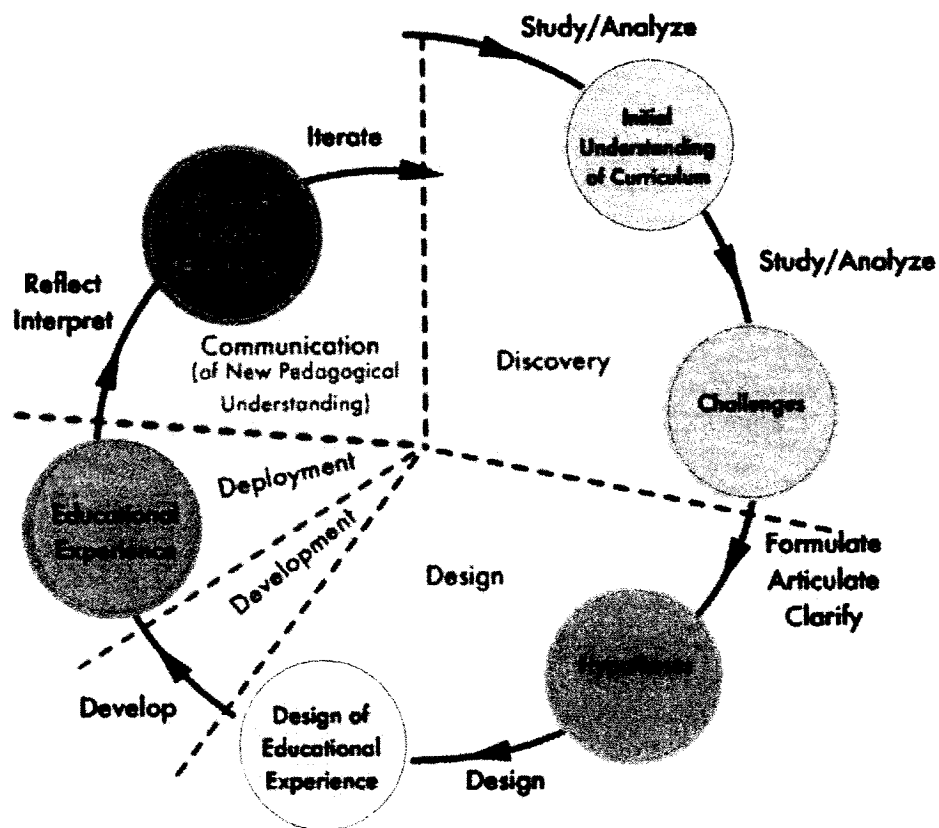 Study/Analyze
Initial
Understanding
of Curriculum
Study/Analyze
Challenges
Discovery
Formulate
Articulate
Clarify
Design
Design
Design of
Educational
Experience
Develop
Development
Deployment
Educational
Experience
Reflect
Interpret
Communication
(of New Pedagogical
Understanding)
Iterate